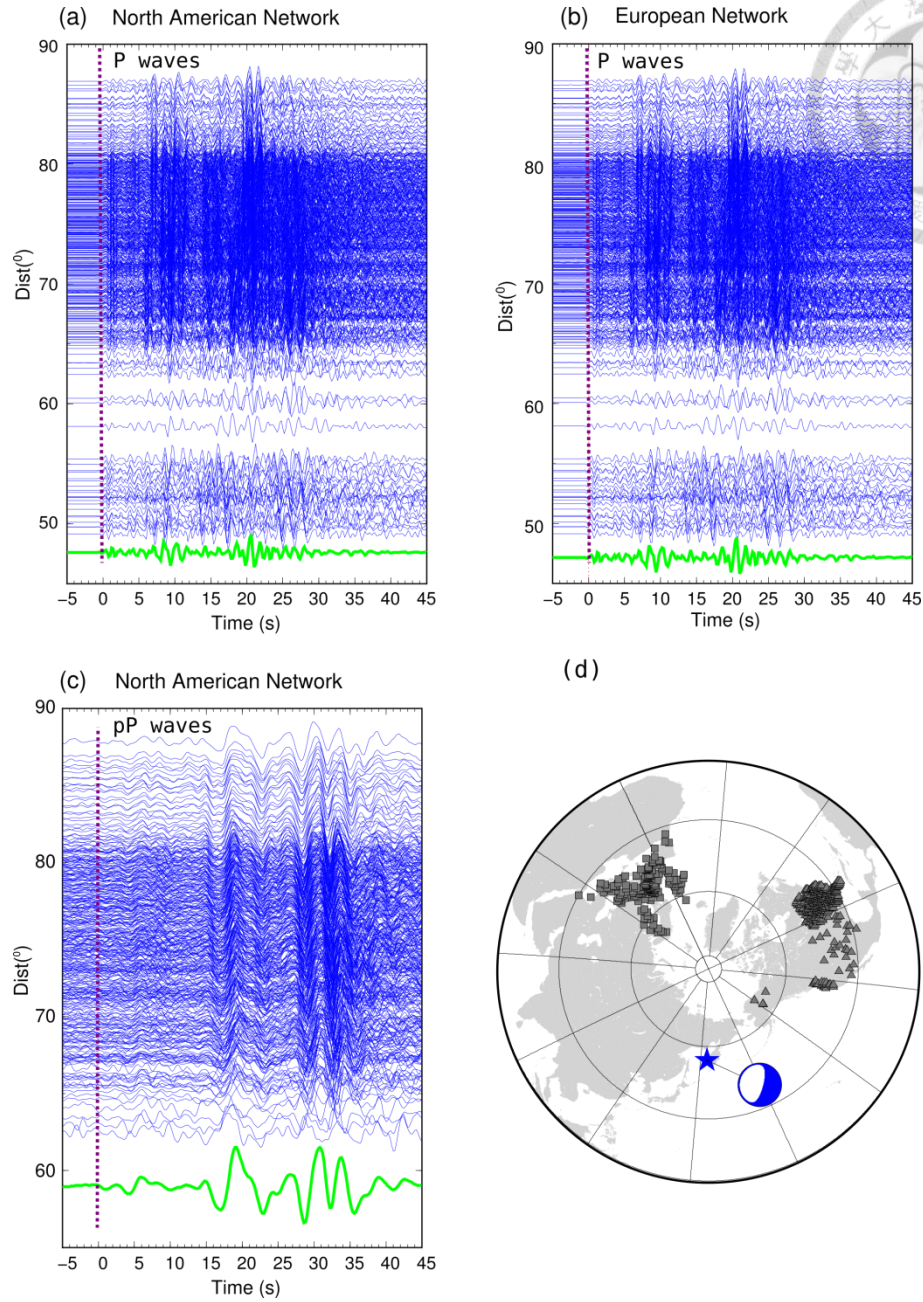 (a) North American Network
P waves
90
80
70
60
50
Dist(⁰)
−5 0 5 10 15 20 25 30 35 40 45
Time (s)
(b) European Network
P waves
90
80
70
60
50
Dist(⁰)
−5 0 5 10 15 20 25 30 35 40 45
Time (s)
大
學
(c) North American Network
pP waves
90
80
70
60
Dist(⁰)
−5 0 5 10 15 20 25 30 35 40 45
Time (s)
(d)